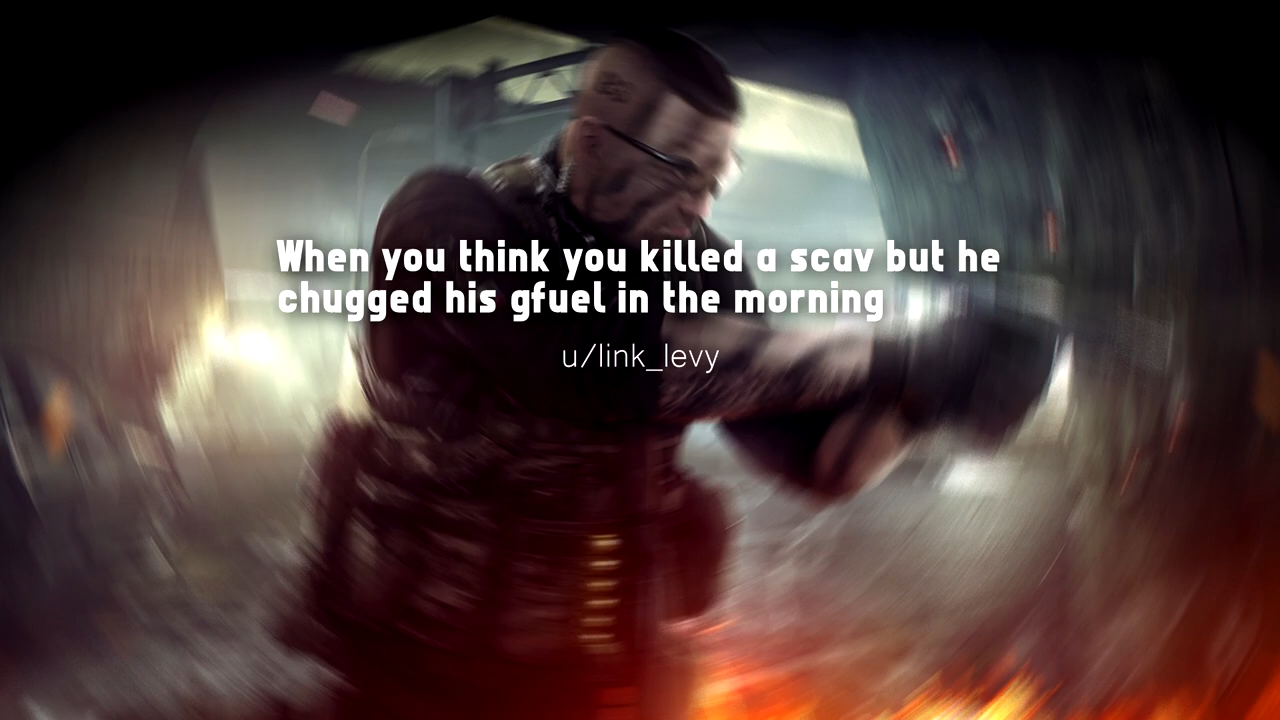 When you think you killed a scav but he
chugged his gfuel in the morning
u/link_levy